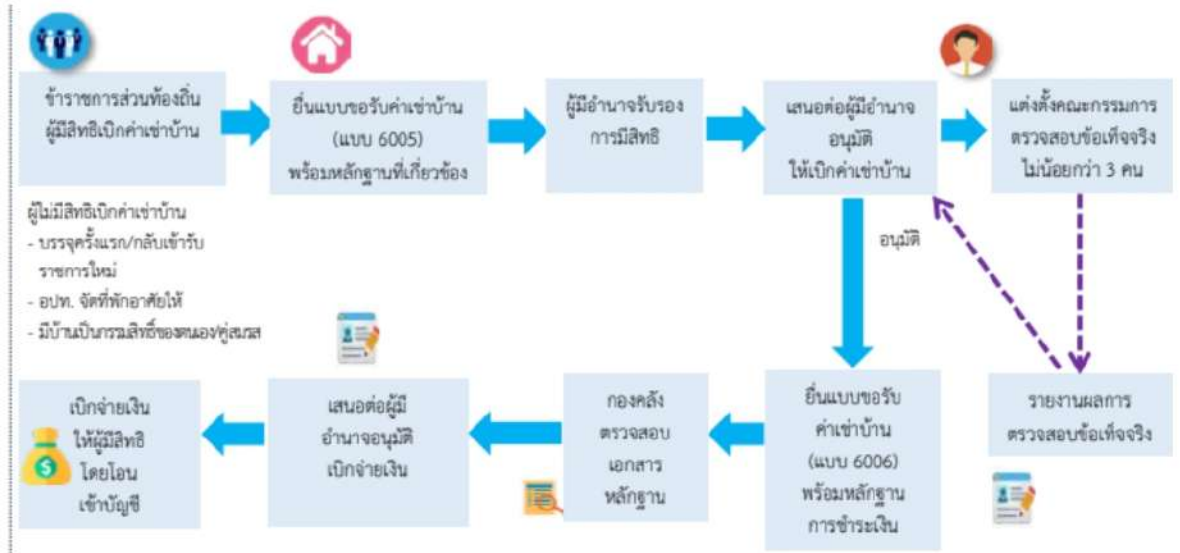 ข้าราชการส่วนท้องถิ่น
ผู้มีสิทธิเบิกค่าเช่าบ้าน
ยื่นแบบขอรับค่าเช่าบ้าน
(แบบ 6005)
พร้อมหลักฐานที่เกี่ยวข้อง
ผู้มีอำนาจรับรอง
การมีสิทธิ
เสนอต่อผู้มีอำนาจ
อนุมัติ
ให้เบิกค่าเช่าบ้าน
แต่งตั้งคณะกรรมการ
ตรวจสอบข้อเท็จจริง
ไม่น้อยกว่า 3 คน
ผู้ไม่มีสิทธิเบิกค่าเช่าบ้าน
- บรรจุครั้งแรก/กลับเข้ารับ
ราชการใหม่
- อปท. จัดที่พักอาศัยให้
- มีบ้านเป็นกรรมสิทธิ์ของตนเอง/คู่สมรส
อนุมัติ
รายงานผลการ
ตรวจสอบข้อเท็จจริง
ยื่นแบบขอรับ
ค่าเช่าบ้าน
(แบบ 6006)
พร้อมหลักฐาน
การชำระเงิน
กองคลัง
ตรวจสอบ
เอกสาร
หลักฐาน
เสนอต่อผู้มี
อำนาจอนุมัติ
เบิกจ่ายเงิน
เบิกจ่ายเงิน
ให้ผู้มีสิทธิ
โดยโอน
เข้าบัญชี